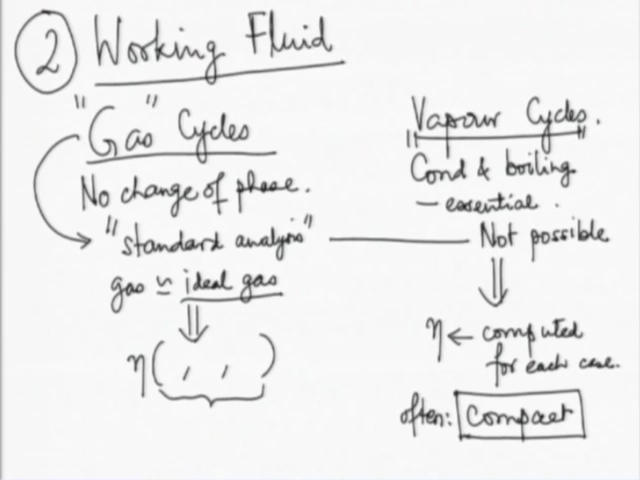 2 Working Fluid
"Gas" Cycles
No change of phase.
"standard analysis"
gas ≃ ideal gas
⇓
η ( , , )
"Vapour Cycles."
Cond & boiling
– essential.
Not possible
⇓
η ← computed
for each case.
often: compact